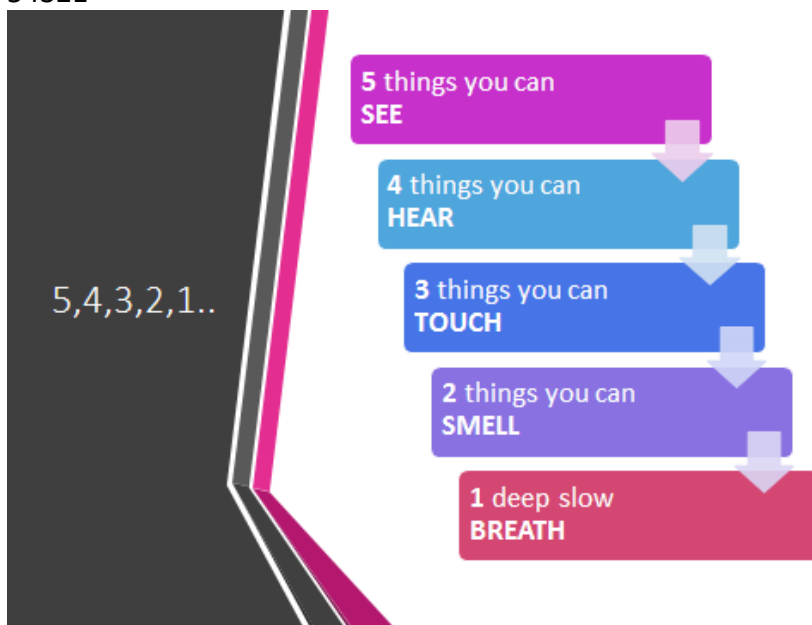 5,4,3,2,1..
5 things you can
SEE
4 things you can
HEAR
3 things you can
TOUCH
2 things you can
SMELL
1 deep slow
BREATH